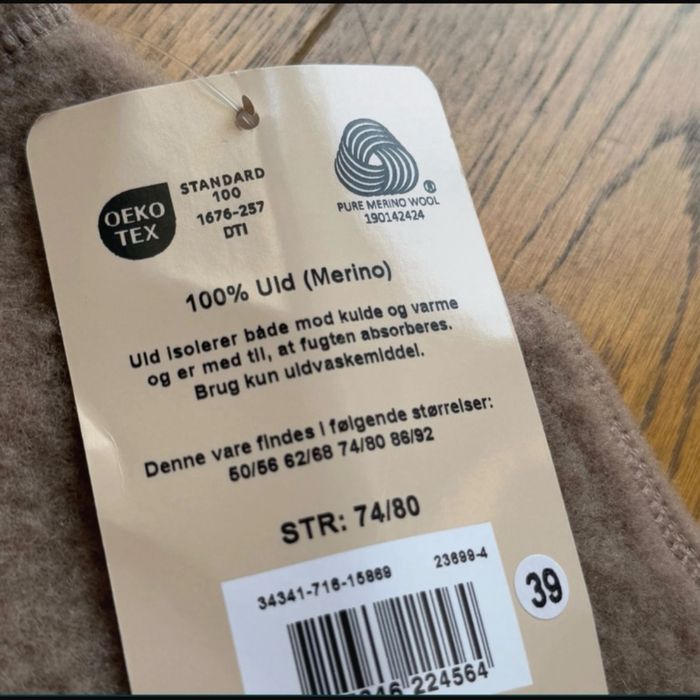 OEKO
TEX
STANDARD
100
1676-257
DTI
PURE MERINO WOOL
190142424
100% Uld (Merino)
Uld isolerer både mod kulde og varme
og er med til, at fugten absorberes.
Brug kun uldvaskemiddel.
Denne vare findes i følgende størrelser:
50/56 62/68 74/80 86/92
STR: 74/80
34341-716-15869
23699-4
39
224564